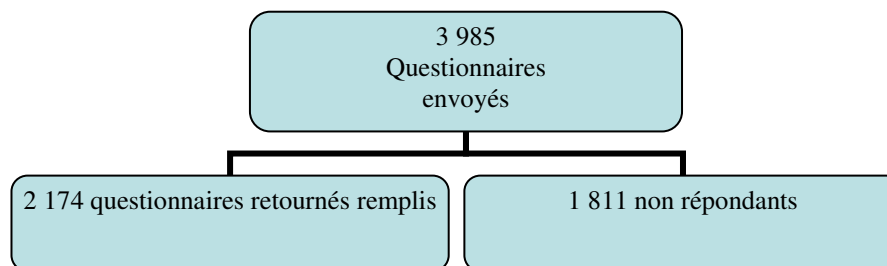 3 985
Questionnaires
envoyés
2 174 questionnaires retournés remplis
1 811 non répondants